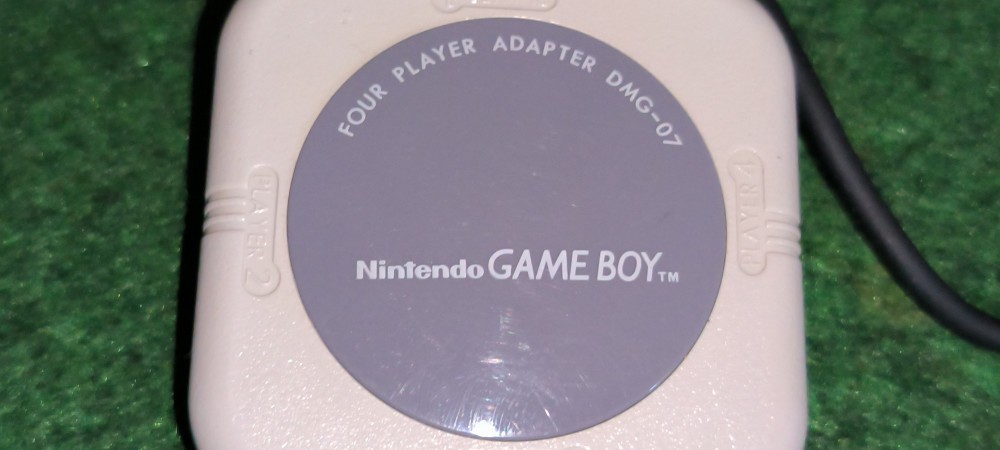 FOUR PLAYER ADAPTER DMG-07
PLAYER 2
PLAYER 4
Nintendo GAME BOY™